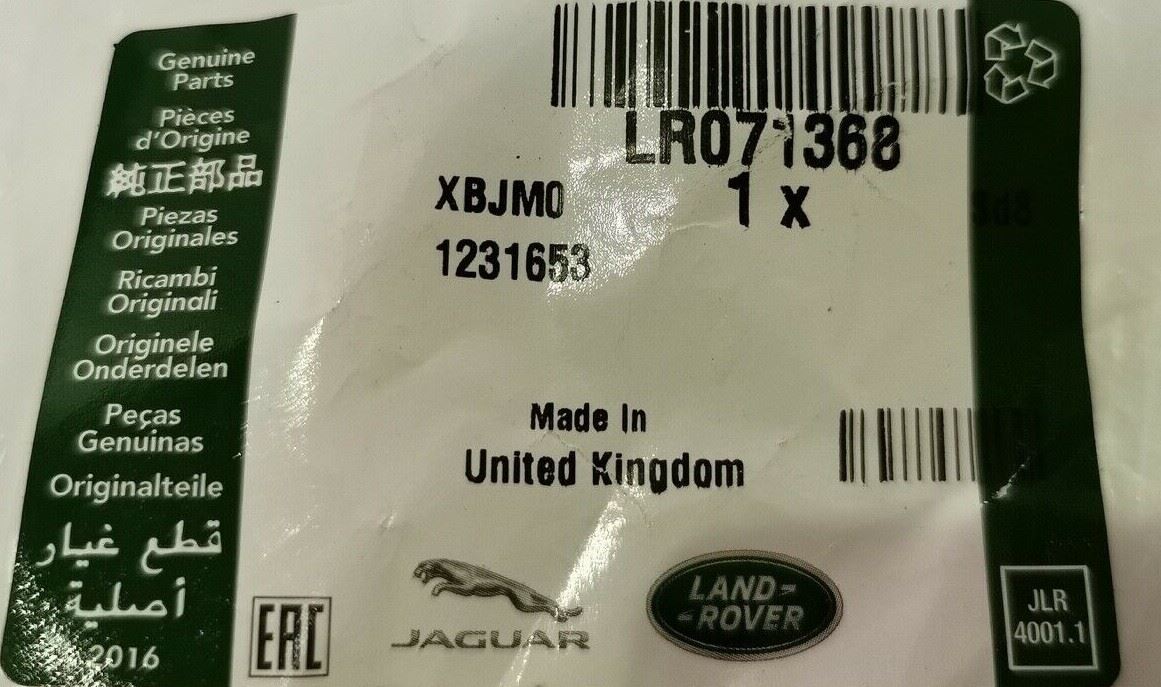 Genuine
Parts
Pièces
d'Origine
純正部品
Piezas
Originales
Ricambi
Originali
Originele
Onderdelen
Peças
Genuinas
Originalteile
قطع غيار
أصلية
2016
LR071368
XBJMO
1 x
1231653
Made In
United Kingdom
EAC
JAGUAR
LAND-
-ROVER
JLR
4001.1